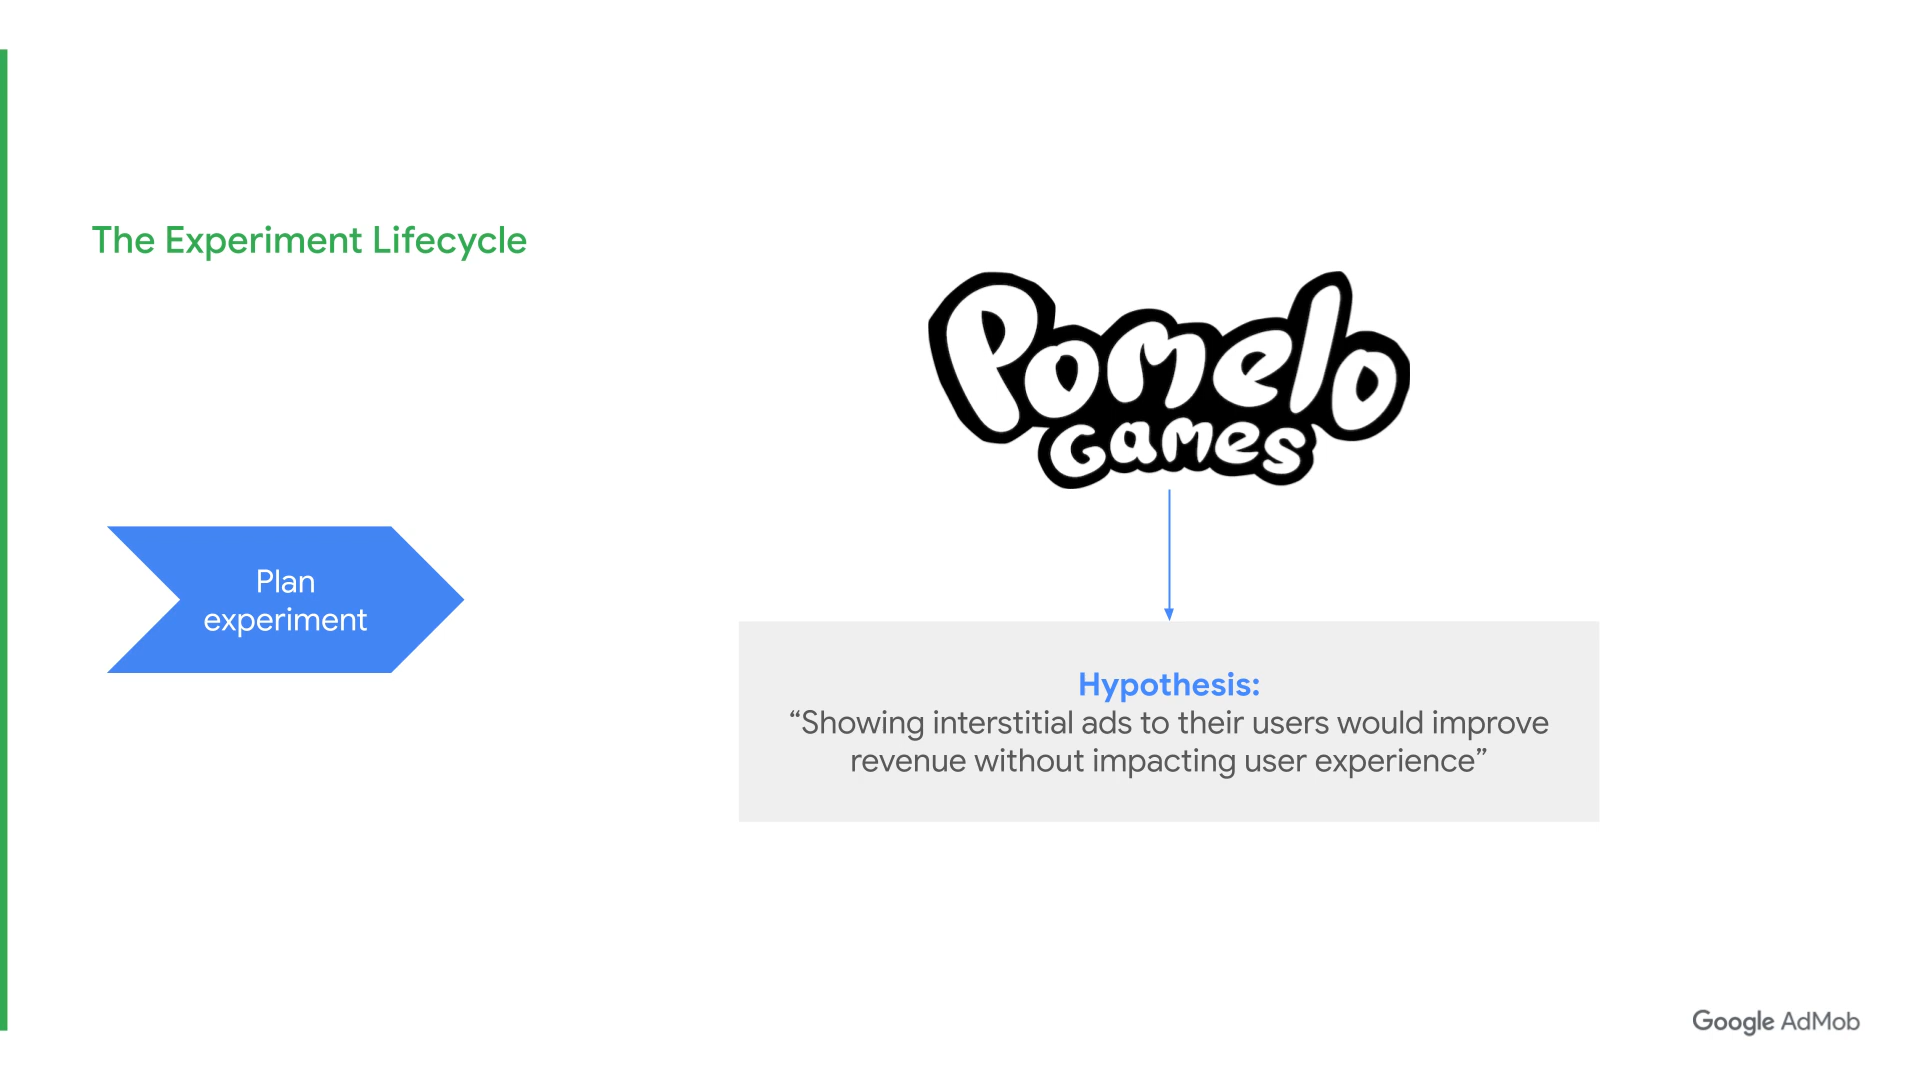 The Experiment Lifecycle
Pomelo
Games
Plan
experiment
Hypothesis:
“Showing interstitial ads to their users would improve
revenue without impacting user experience”
Google AdMob